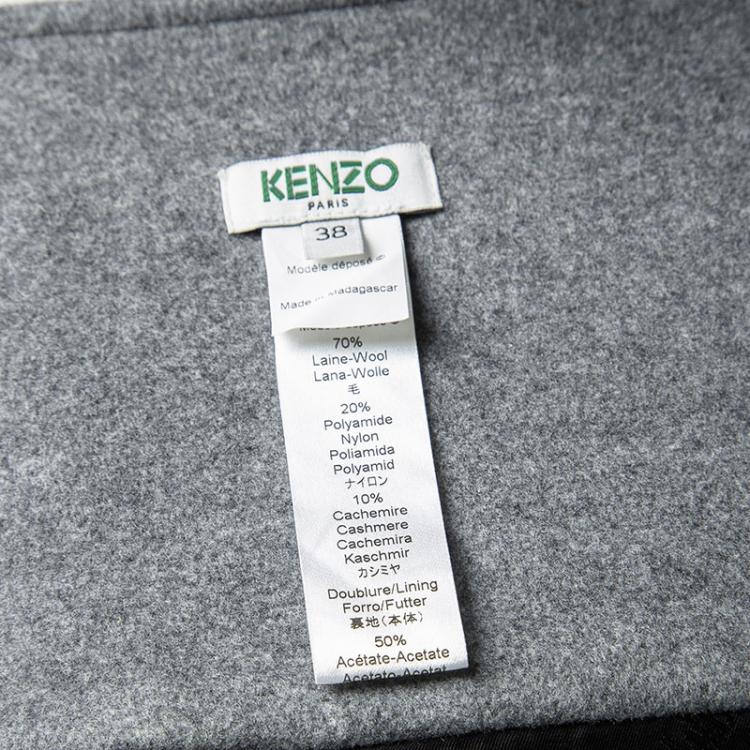 KENZO
PARIS
38
Modèle déposé ©
Made in Madagascar
70%
Laine-Wool
Lana-Wolle
毛
20%
Polyamide
Nylon
Poliamida
Polyamid
ナイロン
10%
Cachemire
Cashmere
Cachemira
Kaschmir
カシミヤ
Doublure/Lining
Forro/Futter
裏地(本体)
50%
Acétate-Acetate
Acetato-Acetat